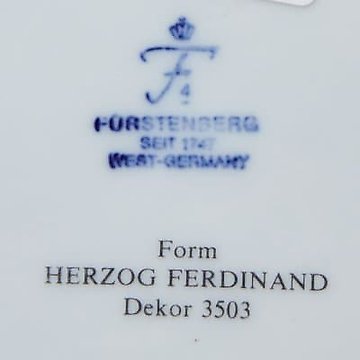 F
4
FÜRSTENBERG
SEIT 1747
WEST-GERMANY
Form
HERZOG FERDINAND
Dekor 3503